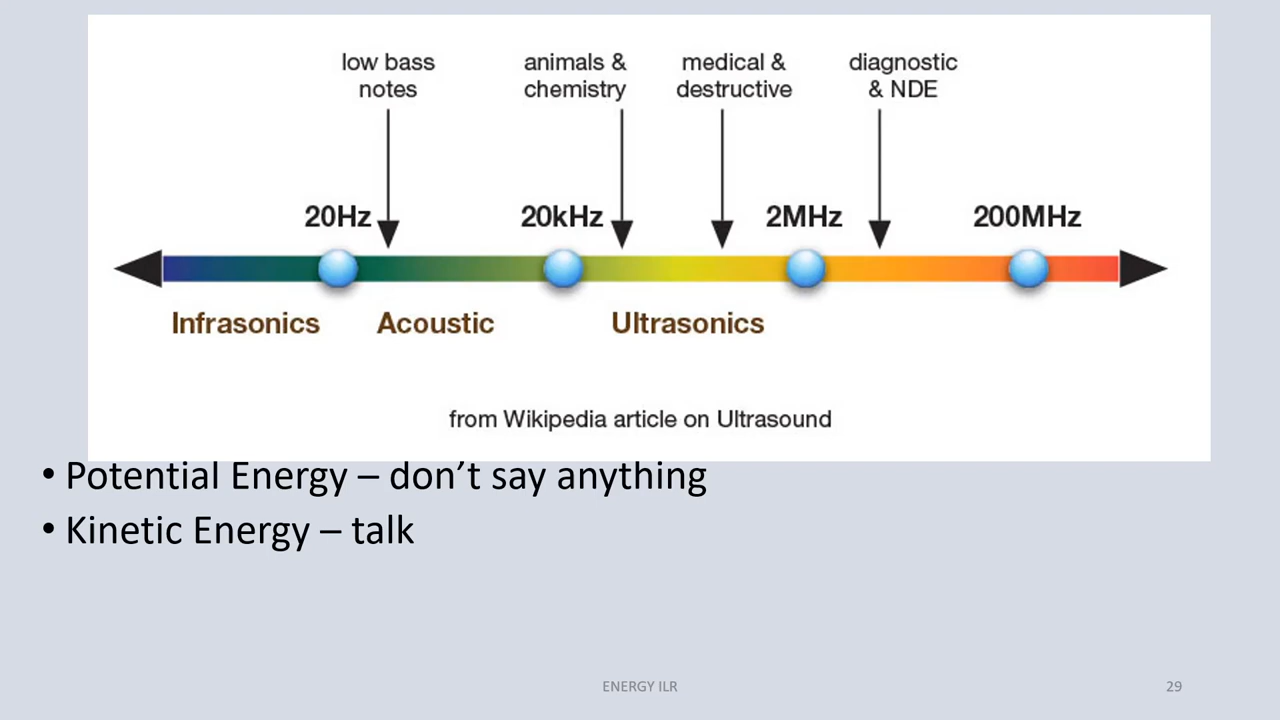 low bass
notes
animals &
chemistry
medical &
destructive
diagnostic
& NDE
20Hz
20kHz
2MHz
200MHz
Infrasonics
Acoustic
Ultrasonics
from Wikipedia article on Ultrasound
• Potential Energy – don’t say anything
• Kinetic Energy – talk
ENERGY ILR
29